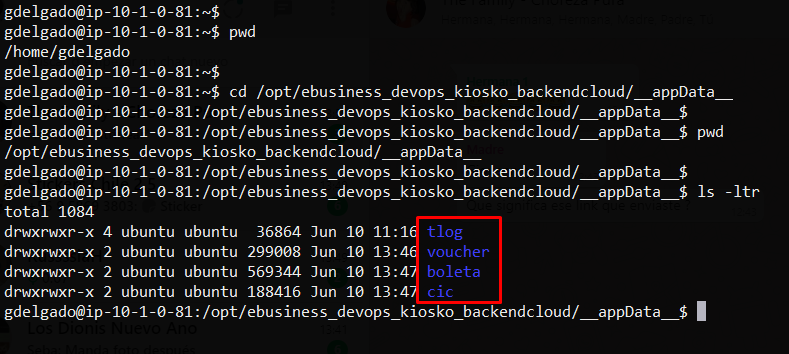 gdelgado@ip-10-1-0-81:~$
gdelgado@ip-10-1-0-81:~$ pwd
/home/gdelgado
gdelgado@ip-10-1-0-81:~$
gdelgado@ip-10-1-0-81:~$ cd /opt/ebusiness_devops_kiosko_backendcloud/__appData__
gdelgado@ip-10-1-0-81:/opt/ebusiness_devops_kiosko_backendcloud/__appData__$
gdelgado@ip-10-1-0-81:/opt/ebusiness_devops_kiosko_backendcloud/__appData__$ pwd
/opt/ebusiness_devops_kiosko_backendcloud/__appData__
gdelgado@ip-10-1-0-81:/opt/ebusiness_devops_kiosko_backendcloud/__appData__$
gdelgado@ip-10-1-0-81:/opt/ebusiness_devops_kiosko_backendcloud/__appData__$ ls -ltr
total 1084
drwxrwxr-x 4 ubuntu ubuntu  36864 Jun 10 11:16 tlog
drwxrwxr-x 2 ubuntu ubuntu 299008 Jun 10 13:46 voucher
drwxrwxr-x 2 ubuntu ubuntu 569344 Jun 10 13:47 boleta
drwxrwxr-x 2 ubuntu ubuntu 188416 Jun 10 13:47 cic
gdelgado@ip-10-1-0-81:/opt/ebusiness_devops_kiosko_backendcloud/__appData__$
Los Dionis Nuevo Ano